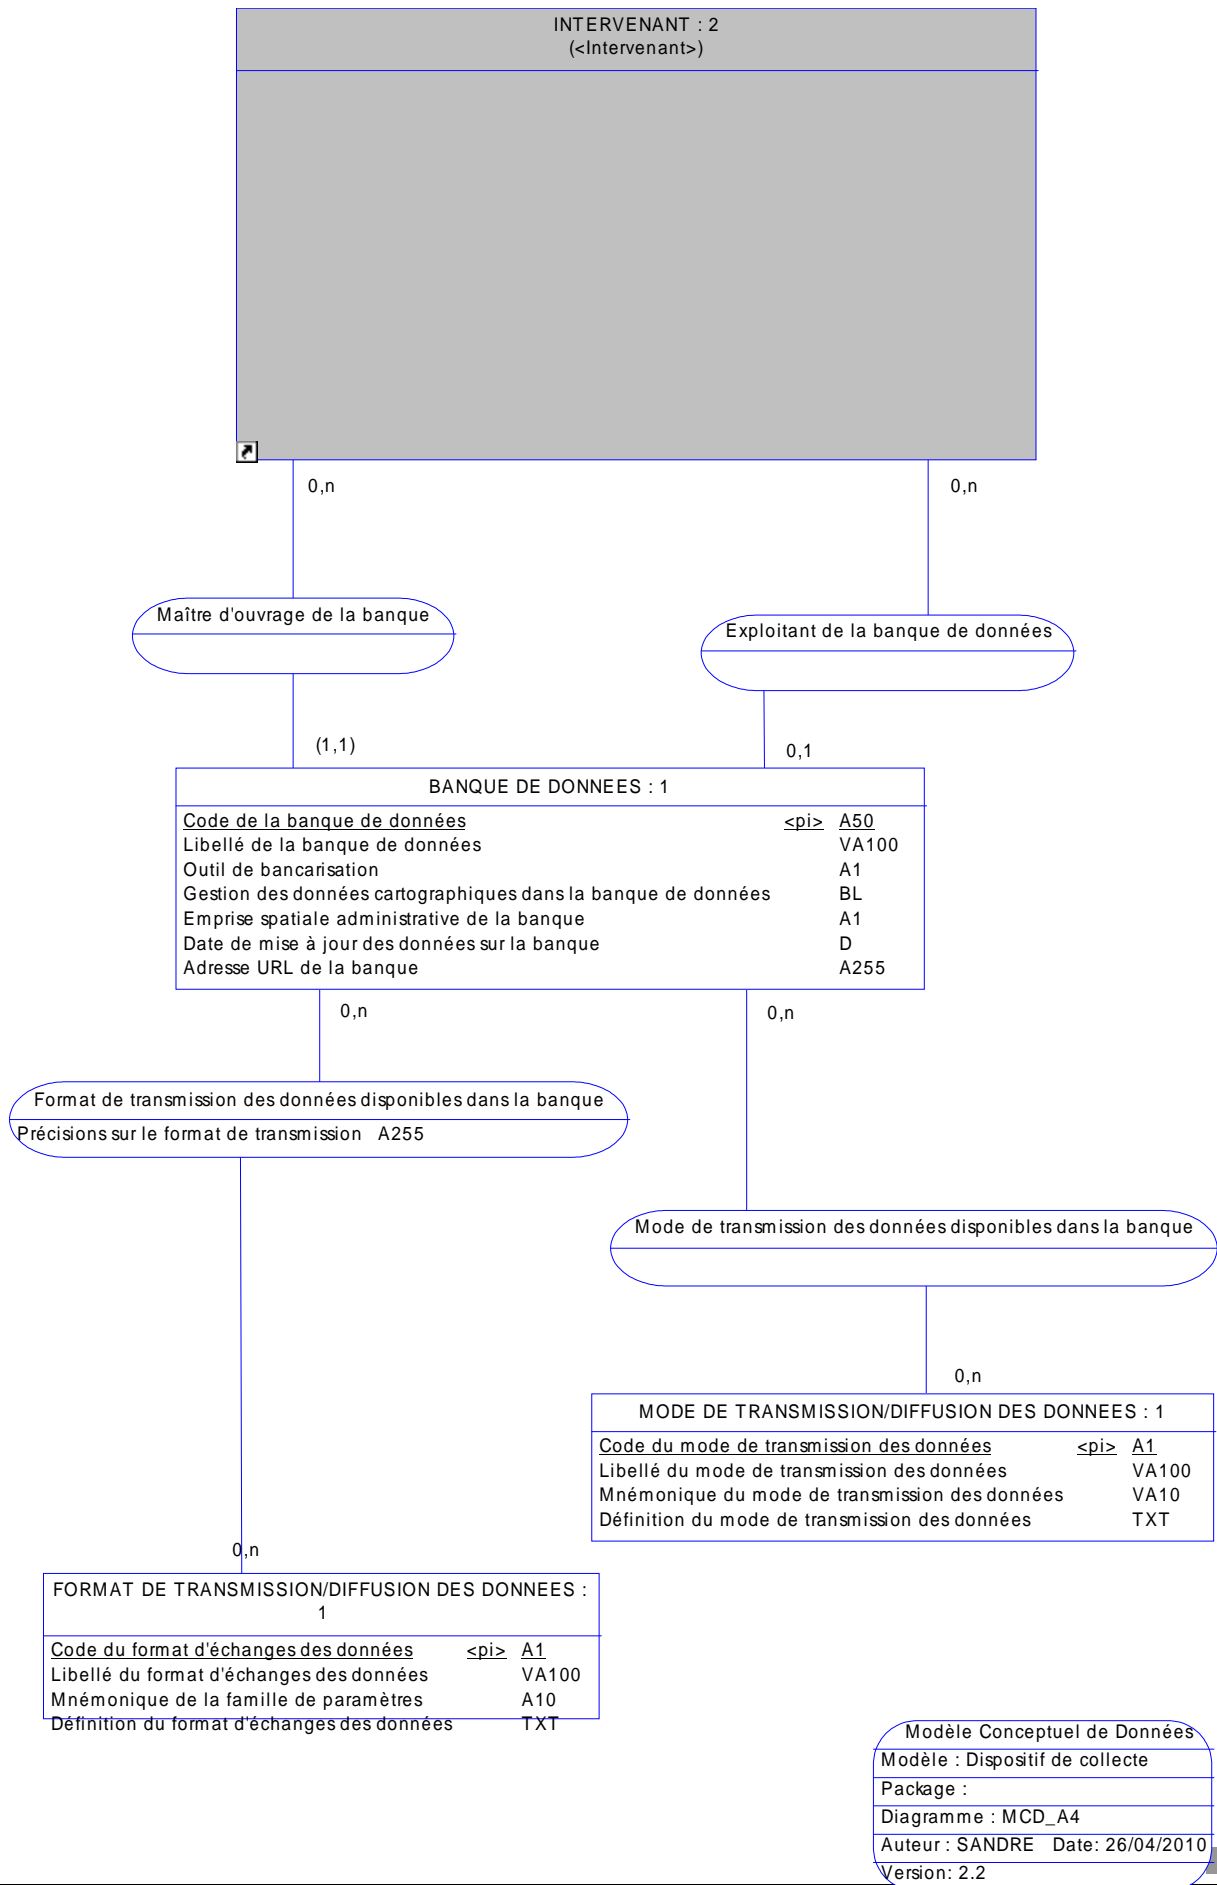 INTERVENANT : 2
(<Intervenant>)
0,n
0,n
Maître d'ouvrage de la banque
Exploitant de la banque de données
(1,1)
0,1
BANQUE DE DONNEES : 1
Code de la banque de données <pi> A50
Libellé de la banque de données VA100
Outil de bancarisation A1
Gestion des données cartographiques dans la banque de données BL
Emprise spatiale administrative de la banque A1
Date de mise à jour des données sur la banque D
Adresse URL de la banque A255
0,n
0,n
Format de transmission des données disponibles dans la banque
Précisions sur le format de transmission A255
Mode de transmission des données disponibles dans la banque
0,n
MODE DE TRANSMISSION/DIFFUSION DES DONNEES : 1
Code du mode de transmission des données <pi> A1
Libellé du mode de transmission des données VA100
Mnémonique du mode de transmission des données VA10
Définition du mode de transmission des données TXT
0,n
FORMAT DE TRANSMISSION/DIFFUSION DES DONNEES :
1
Code du format d'échanges des données <pi> A1
Libellé du format d'échanges des données VA100
Mnémonique de la famille de paramètres A10
Définition du format d'échanges des données TXT
Modèle Conceptuel de Données
Modèle : Dispositif de collecte
Package :
Diagramme : MCD_A4
Auteur : SANDRE Date: 26/04/2010
Version: 2.2